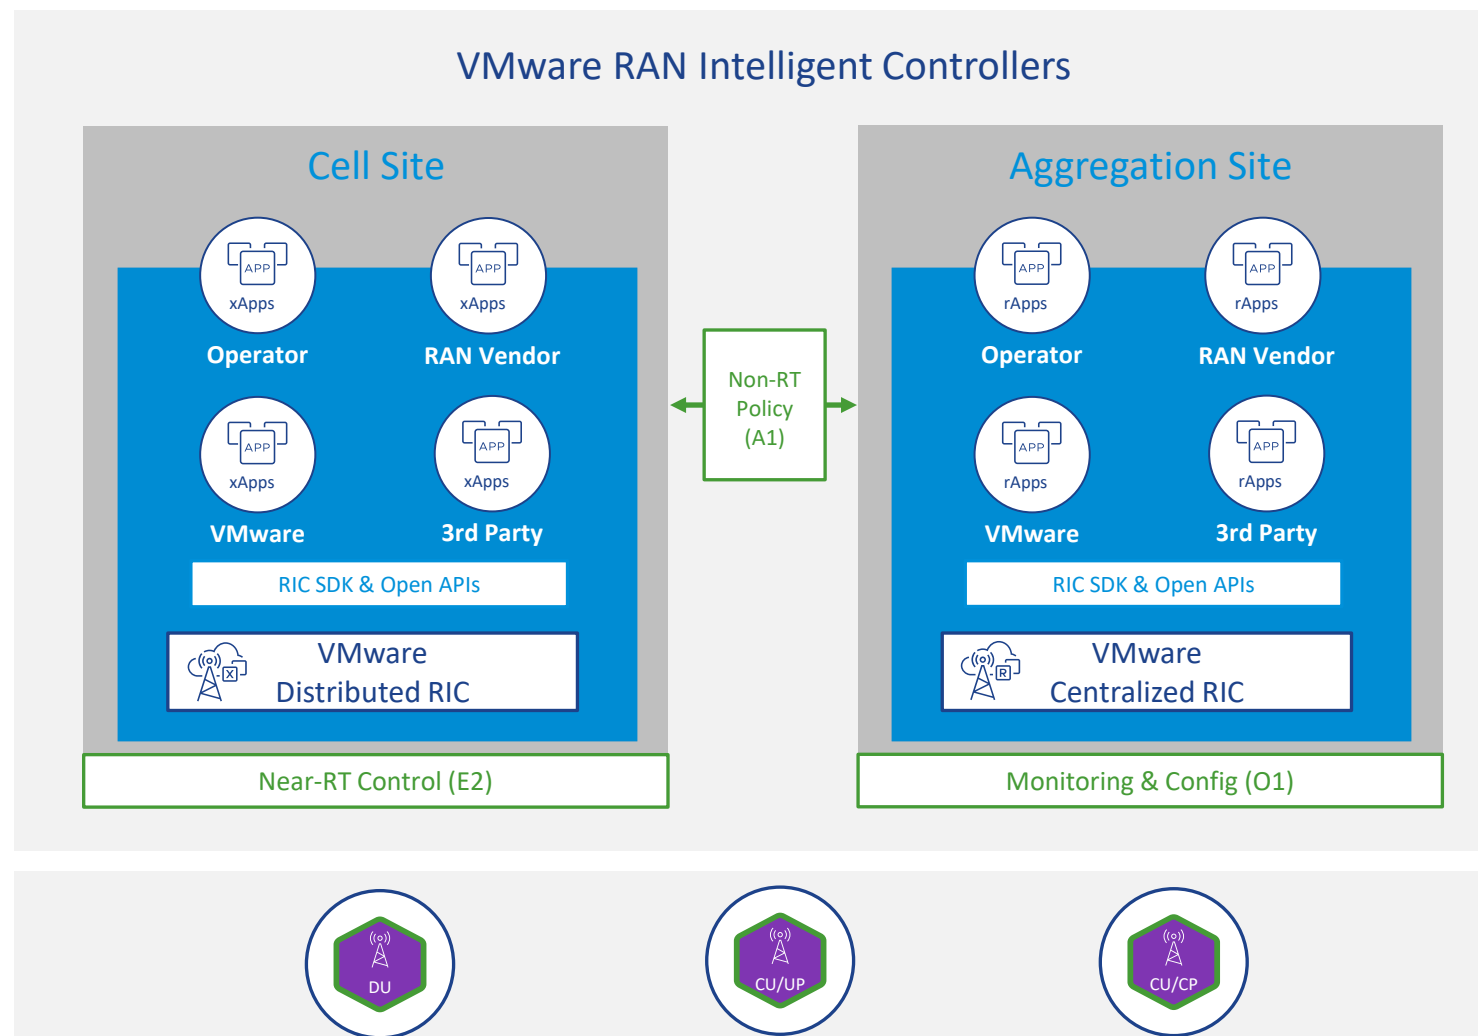 VMware RAN Intelligent Controllers
Cell Site
APP
xApps
APP
xApps
Operator
RAN Vendor
APP
xApps
APP
xApps
VMware
3rd Party
RIC SDK & Open APIs
X
VMware
Distributed RIC
Near-RT Control (E2)
Non-RT
Policy
(A1)
Aggregation Site
APP
rApps
APP
rApps
Operator
RAN Vendor
APP
rApps
APP
rApps
VMware
3rd Party
RIC SDK & Open APIs
R
VMware
Centralized RIC
Monitoring & Config (O1)
DU
CU/UP
CU/CP